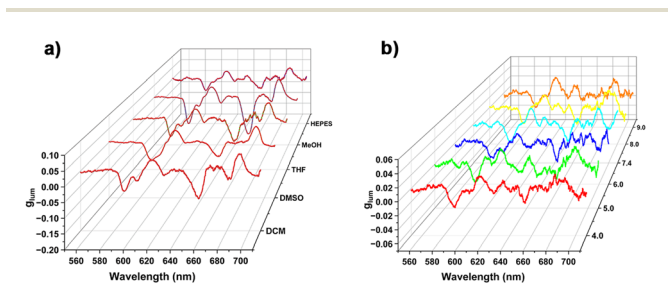 a)
HEPES
MeOH
THF
DMSO
DCM
0.10
0.05
0.00
−0.05
−0.10
−0.15
−0.20
glum
560 580 600 620 640 660 680 700
Wavelength (nm)
b)
9.0
8.0
7.4
6.0
5.0
4.0
0.06
0.04
0.02
0.00
−0.02
−0.04
−0.06
glum
560 580 600 620 640 660 680 700
Wavelength (nm)